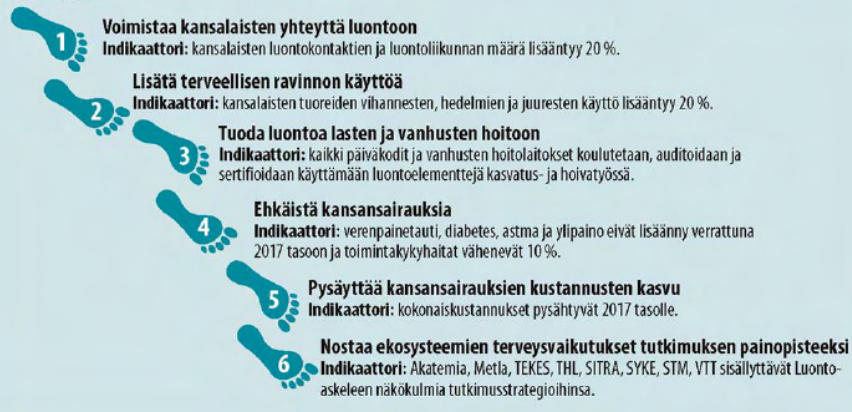 1
Voimistaa kansalaisten yhteyttä luontoon
Indikaattori: kansalaisten luontokontaktien ja luontoliikunnan määrä lisääntyy 20 %.
2
Lisätä terveellisen ravinnon käyttöä
Indikaattori: kansalaisten tuoreiden vihannesten, hedelmien ja juuresten käyttö lisääntyy 20 %.
3
Tuoda luontoa lasten ja vanhusten hoitoon
Indikaattori: kaikki päiväkodit ja vanhusten hoitolaitokset koulutetaan, auditoidaan ja
sertifioidaan käyttämään luontoelementtejä kasvatus- ja hoivatyössä.
4
Ehkäistä kansansairauksia
Indikaattori: verenpainetauti, diabetes, astma ja ylipaino eivät lisäänny verrattuna
2017 tasoon ja toimintakykyhaitat vähenevät 10 %.
5
Pysäyttää kansansairauksien kustannusten kasvu
Indikaattori: kokonaiskustannukset pysähtyvät 2017 tasolle.
6
Nostaa ekosysteemien terveysvaikutukset tutkimuksen painopisteeksi
Indikaattori: Akatemia, Metla, TEKES, THL, SITRA, SYKE, STM, VTT sisällyttävät Luonto-
askeleen näkökulmia tutkimusstrategioihinsa.